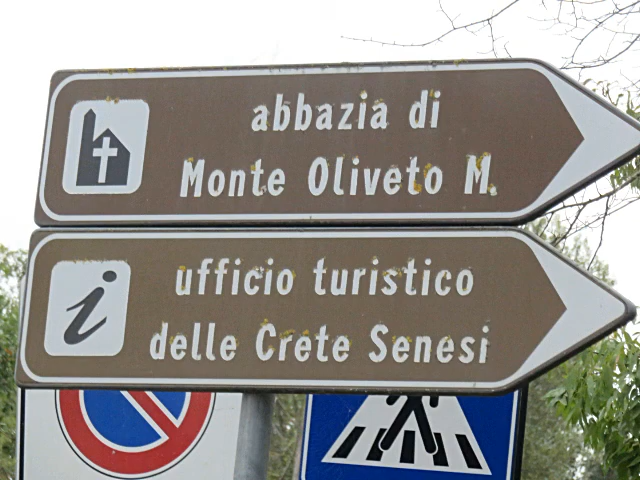 abbazia di
Monte Oliveto M.
i
ufficio turistico
delle Crete Senesi